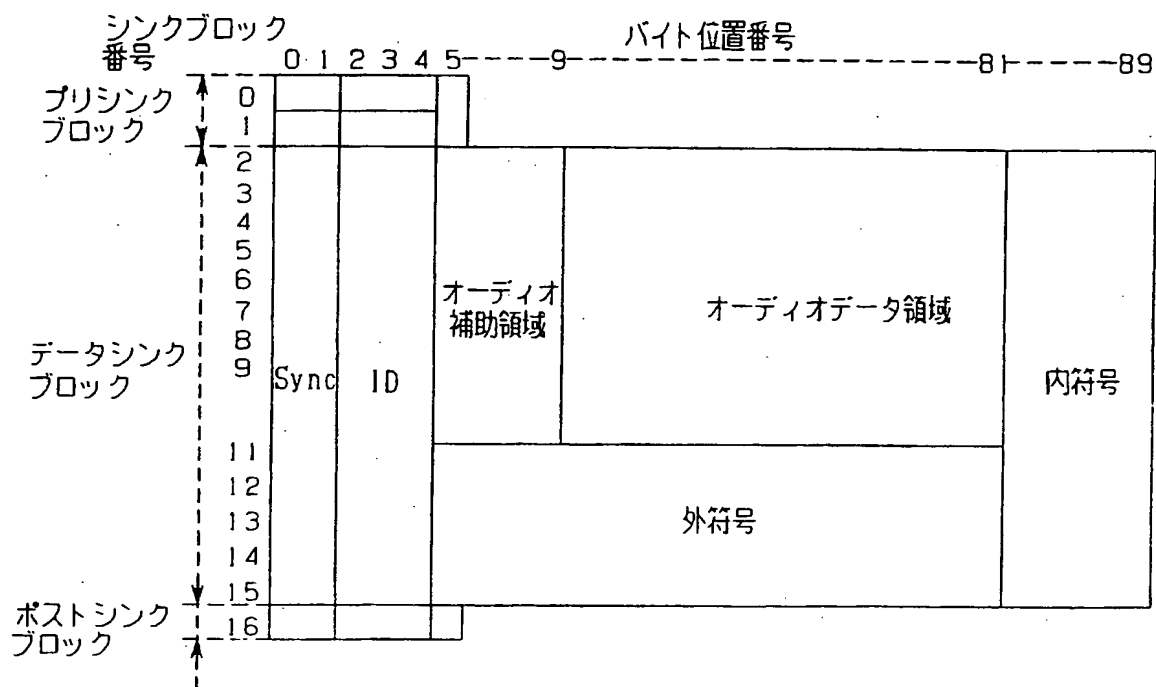 シンクブロック
番号
バイト位置番号
0 1 2 3 4 5-----9-----------------------81-----89
プリシンク
ブロック
0
1
データシンク
ブロック
2
3
4
5
6
7
8
9
11
12
13
14
15
Sync
ID
オーディオ
補助領域
オーディオデータ領域
内符号
外符号
ポストシンク
ブロック
16